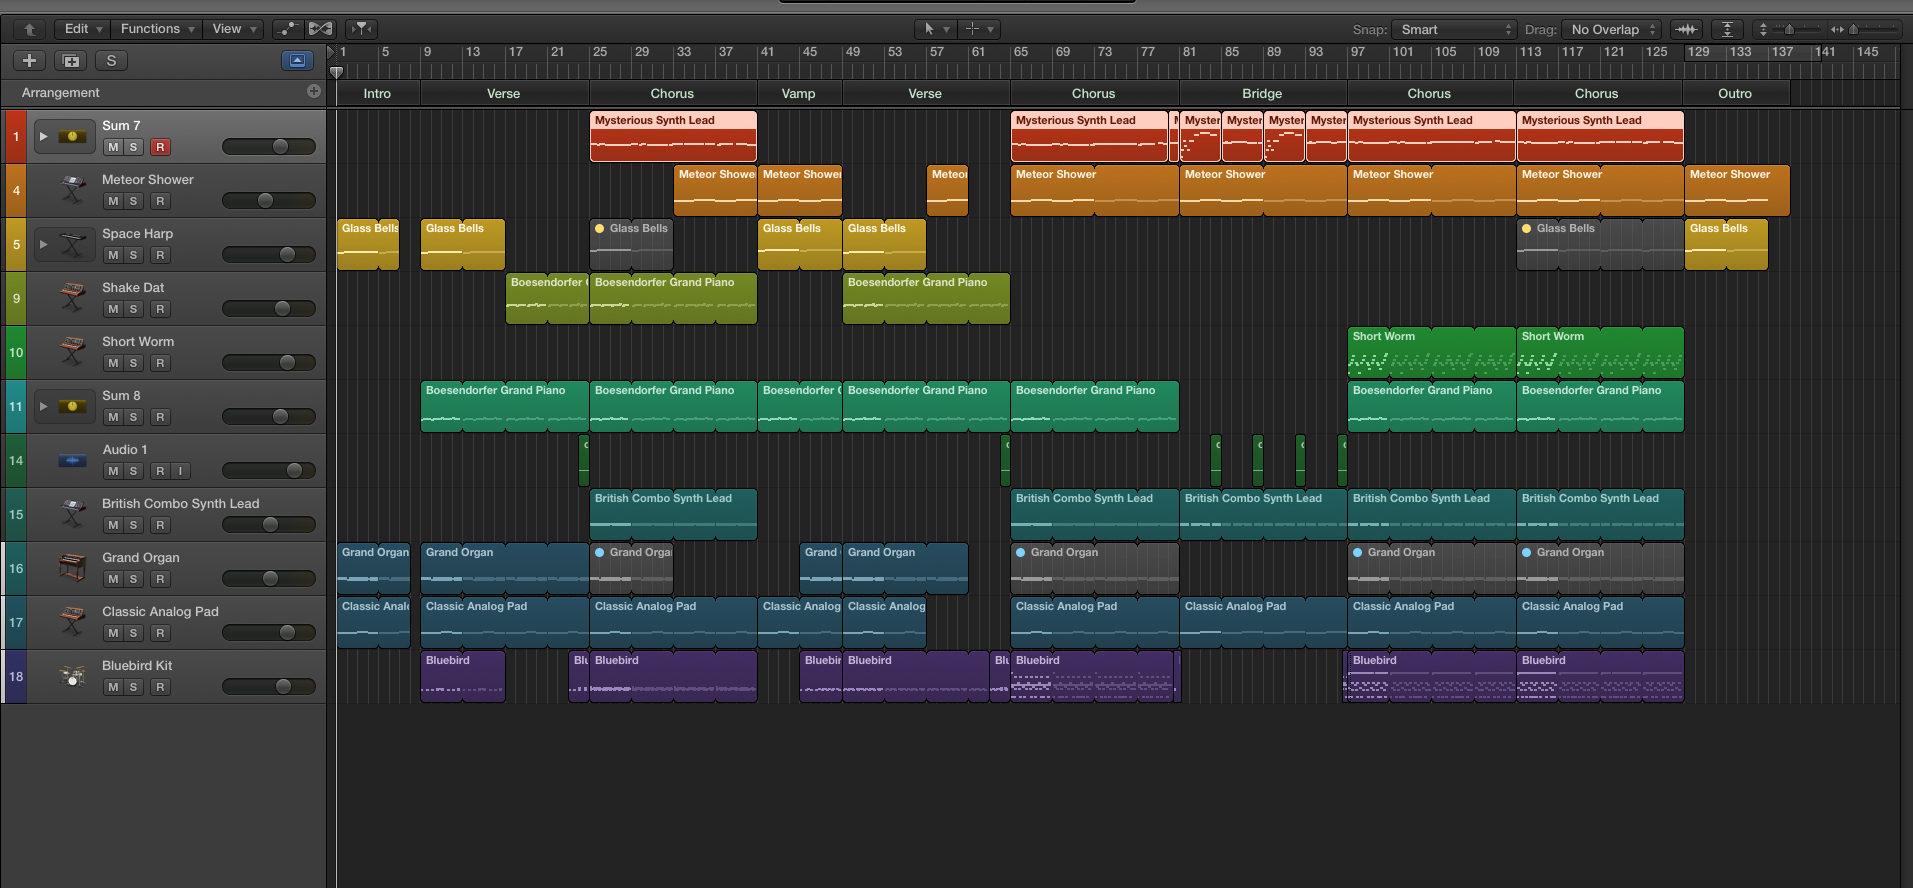 Edit Functions View Snap: Smart Drag: No Overlap
S 1 5 9 13 17 21 25 29 33 37 41 45 49 53 57 61 65 69 73 77 81 85 89 93 97 101 105 109 113 117 121 125 129 133 137 141 145
Arrangement Intro Verse Chorus Vamp Verse Chorus Bridge Chorus Chorus Outro
1 Sum 7 Mysterious Synth Lead Mysterious Synth Lead Myster Myster Myster Myster Mysterious Synth Lead Mysterious Synth Lead
M S R
4 Meteor Shower Meteor Shower Meteor Shower Meteor Meteor Shower Meteor Shower Meteor Shower Meteor Shower Meteor Shower
M S R
5 Space Harp Glass Bells Glass Bells Glass Bells Glass Bells Glass Bells Glass Bells Glass Bells
M S R
9 Shake Dat Boesendorfer Boesendorfer Grand Piano Boesendorfer Grand Piano
M S R
10 Short Worm Short Worm Short Worm
M S R
11 Sum 8 Boesendorfer Grand Piano Boesendorfer Grand Piano Boesendorfer Boesendorfer Grand Piano Boesendorfer Grand Piano Boesendorfer Grand Piano Boesendorfer Grand Piano
M S R
14 Audio 1
M S R I
15 British Combo Synth Lead British Combo Synth Lead British Combo Synth Lead British Combo Synth Lead British Combo Synth Lead British Combo Synth Lead
M S R
16 Grand Organ Grand Organ Grand Organ Grand Orga Grand Grand Organ Grand Organ Grand Organ Grand Organ
M S R
17 Classic Analog Pad Classic Analo Classic Analog Pad Classic Analog Pad Classic Analog Classic Analog Classic Analog Pad Classic Analog Pad Classic Analog Pad Classic Analog Pad
M S R
18 Bluebird Kit Bluebird Blu Bluebird Bluebir Bluebird Blu Bluebird Bluebird Bluebird
M S R